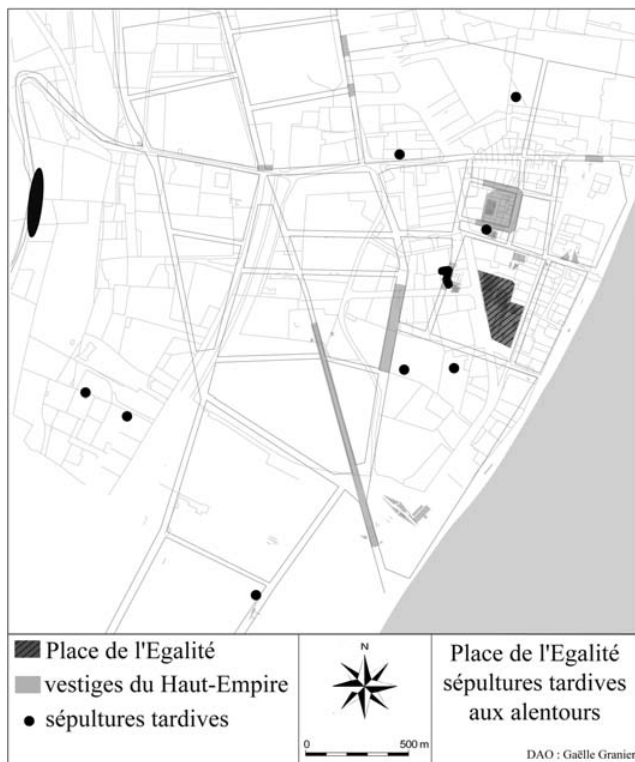 Place de l'Egalité
vestiges du Haut-Empire
sépultures tardives
N
0 500 m
Place de l'Egalité
sépultures tardives
aux alentours
DAO : Gaëlle Granier